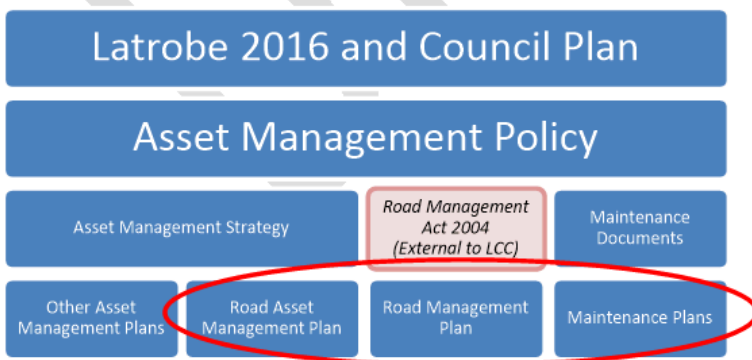 Latrobe 2016 and Council Plan
Asset Management Policy
Asset Management Strategy
Road Management
Act 2004
(External to LCC)
Maintenance
Documents
Other Asset
Management Plans
Road Asset
Management Plan
Road Management
Plan
Maintenance Plans